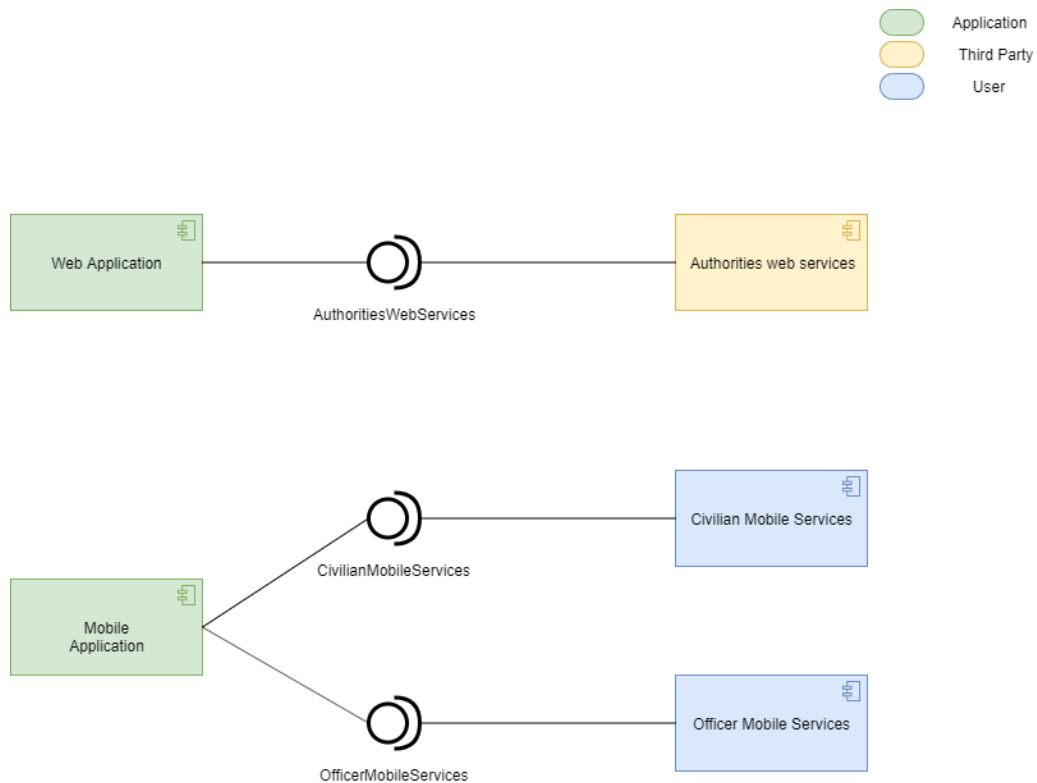 Application
Third Party
User
Web Application
AuthoritiesWebServices
Authorities web services
CivilianMobileServices
Civilian Mobile Services
Mobile
Application
OfficerMobileServices
Officer Mobile Services